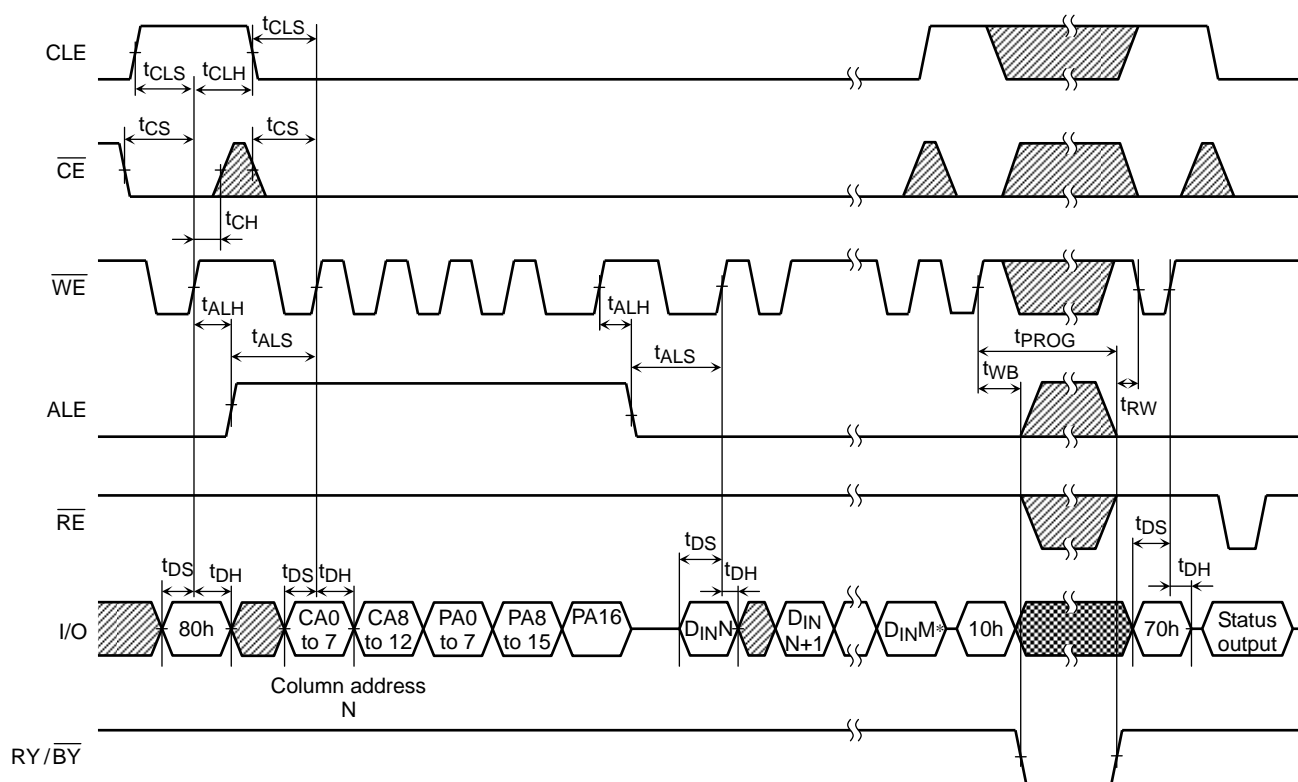 CLE
tCLS
tCLS
tCLH
CE
tCS
tCS
tCH
WE
tALH
tALH
tALS
tALS
tPROG
tWB
tRW
ALE
RE
tDS
tDH
tDS
tDH
tDS
tDH
tDS
tDH
I/O
80h
CA0
to 7
CA8
to 12
PA0
to 7
PA8
to 15
PA16
DINN
DIN
N+1
DINM*
10h
70h
Status
output
Column address
N
RY/BY